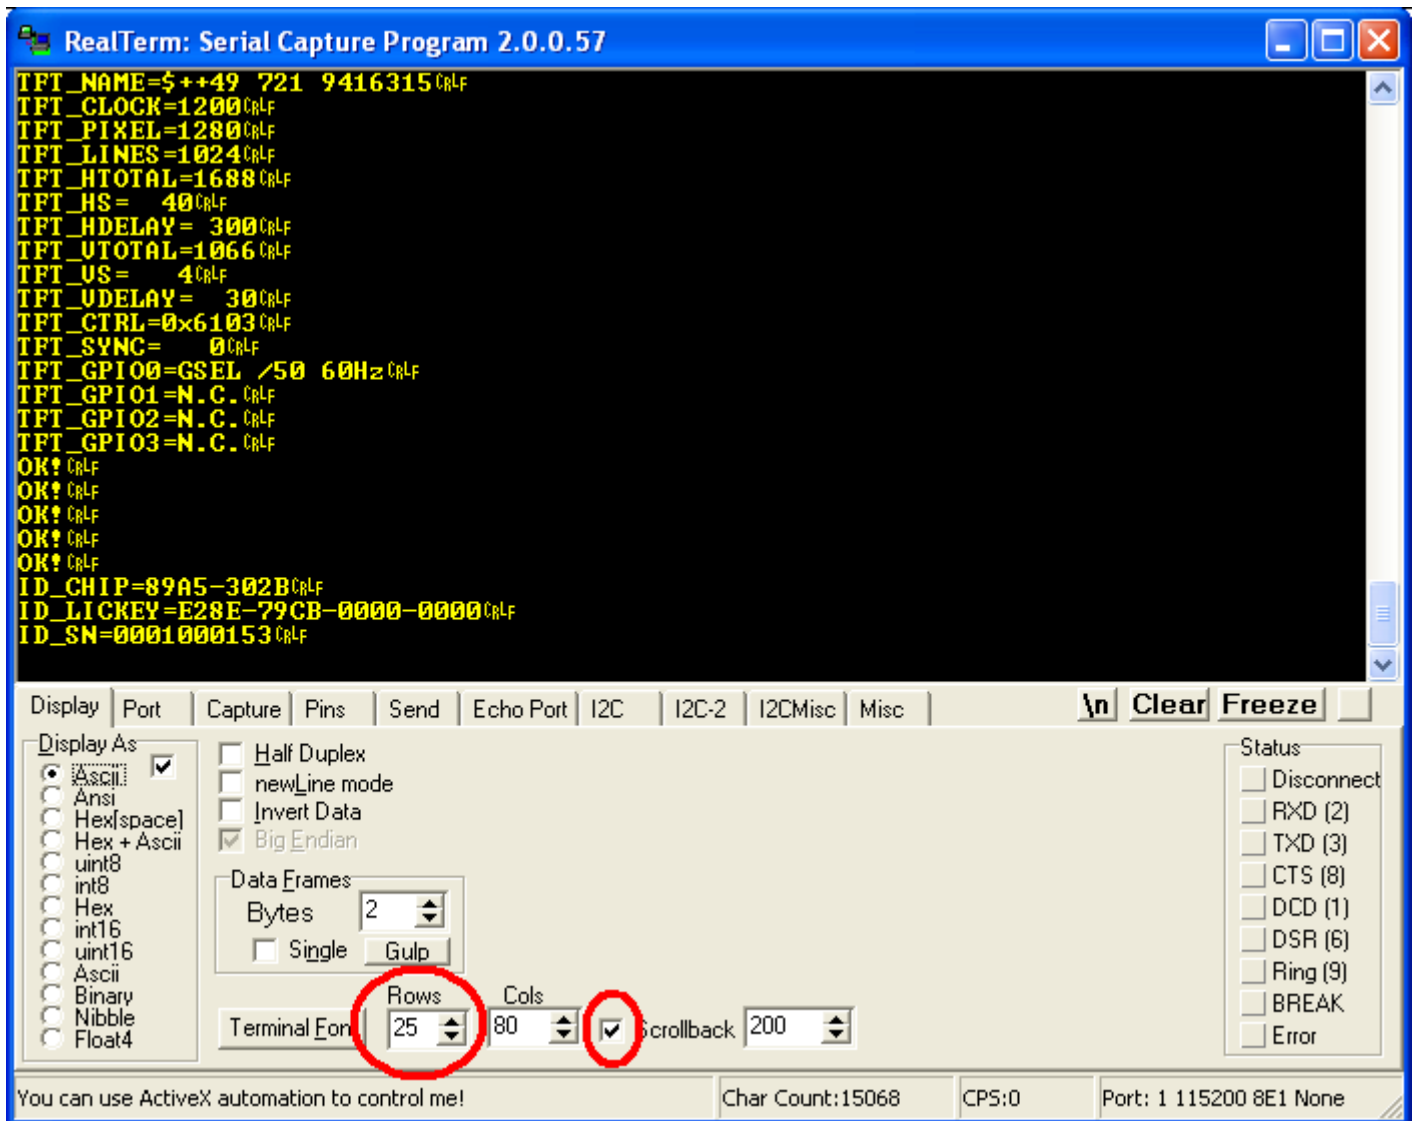 RealTerm: Serial Capture Program 2.0.0.57
TFT_NAME=$++49 721 9416315CRLF
TFT_CLOCK=1200CRLF
TFT_PIXEL=1280CRLF
TFT_LINES=1024CRLF
TFT_HTOTAL=1688CRLF
TFT_HS=  40CRLF
TFT_HDELAY= 300CRLF
TFT_VTOTAL=1066CRLF
TFT_VS=   4CRLF
TFT_VDELAY=  30CRLF
TFT_CTRL=0x6103CRLF
TFT_SYNC=   0CRLF
TFT_GPIO0=GSEL /50 60HzCRLF
TFT_GPIO1=N.C.CRLF
TFT_GPIO2=N.C.CRLF
TFT_GPIO3=N.C.CRLF
OK!CRLF
OK!CRLF
OK!CRLF
OK!CRLF
OK!CRLF
ID_CHIP=89A5-302BCRLF
ID_LICKEY=E28E-79CB-0000-0000CRLF
ID_SN=0001000153CRLF
Display Port Capture Pins Send Echo Port I2C I2C-2 I2CMisc Misc \n Clear Freeze
Display As
Ascii
Ansi
Hex[space]
Hex + Ascii
uint8
int8
Hex
int16
uint16
Ascii
Binary
Nibble
Float4
Half Duplex
newLine mode
Invert Data
Big Endian
Data Frames
Bytes 2
Single Gulp
Rows Cols
Terminal Fon 25 80 Scrollback 200
Status
Disconnect
RXD (2)
TXD (3)
CTS (8)
DCD (1)
DSR (6)
Ring (9)
BREAK
Error
You can use ActiveX automation to control me! Char Count:15068 CPS:0 Port: 1 115200 8E1 None